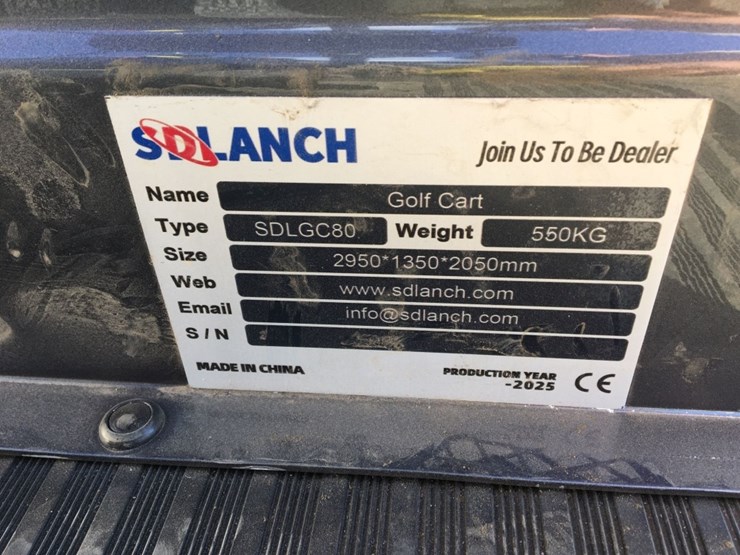 SDLANCH
Join Us To Be Dealer
Name Golf Cart
Type SDLGC80 Weight 550KG
Size 2950*1350*2050mm
Web www.sdlanch.com
Email info@sdlanch.com
S / N
MADE IN CHINA
PRODUCTION YEAR
-2025 CE